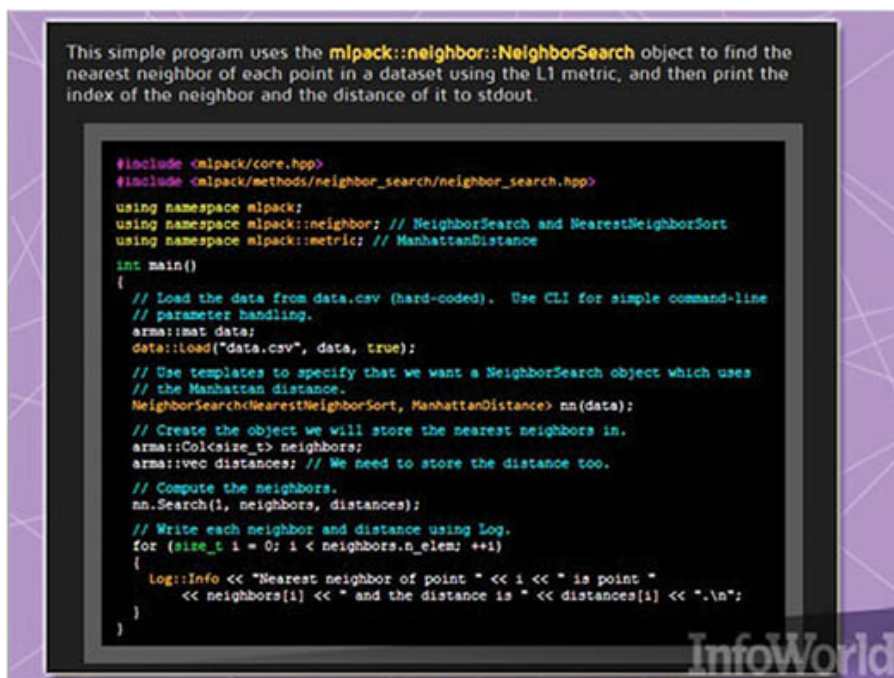 This simple program uses the mlpack::neighbor::NeighborSearch object to find the
nearest neighbor of each point in a dataset using the L1 metric, and then print the
index of the neighbor and the distance of it to stdout.
#include <mlpack/core.hpp>
#include <mlpack/methods/neighbor_search/neighbor_search.hpp>
using namespace mlpack;
using namespace mlpack::neighbor; // NeighborSearch and NearestNeighborSort
using namespace mlpack::metric; // ManhattanDistance
int main()
{
// Load the data from data.csv (hard-coded). Use CLI for simple command-line
// parameter handling.
arma::mat data;
data::Load("data.csv", data, true);
// Use templates to specify that we want a NeighborSearch object which uses
// the Manhattan distance.
NeighborSearch<NearestNeighborSort, ManhattanDistance> nn(data);
// Create the object we will store the nearest neighbors in.
arma::Col<size_t> neighbors;
arma::vec distances; // We need to store the distance too.
// Compute the neighbors.
nn.Search(1, neighbors, distances);
// Write each neighbor and distance using Log.
for (size_t i = 0; i < neighbors.n_elem; ++i)
{
Log::Info << "Nearest neighbor of point " << i << " is point "
<< neighbors[i] << " and the distance is " << distances[i] << ".\n";
}
}
InfoWorld